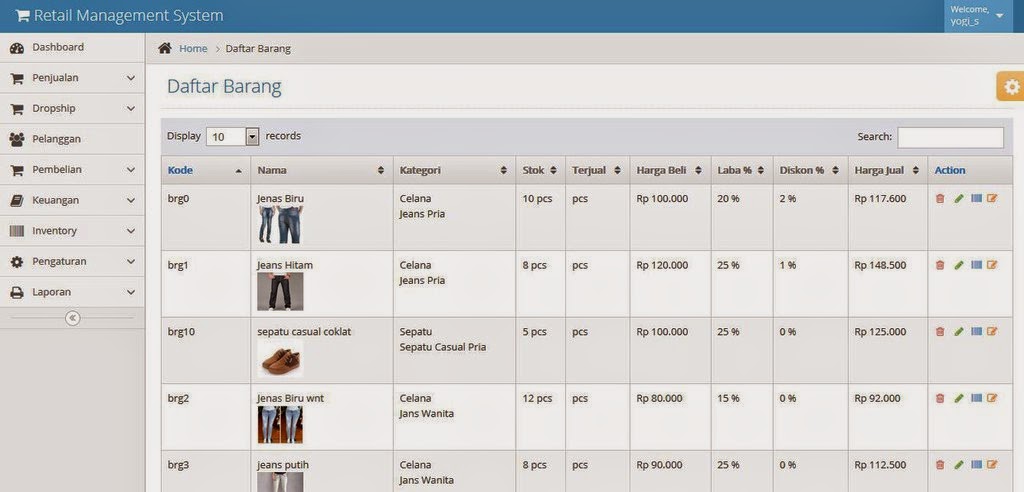 Retail Management System
Welcome,
yogi_s
Dashboard
Penjualan
Dropship
Pelanggan
Pembelian
Keuangan
Inventory
Pengaturan
Laporan
Home > Daftar Barang
Daftar Barang
Display 10 records
Search:
Kode Nama Kategori Stok Terjual Harga Beli Laba % Diskon % Harga Jual Action
brg0 Jenas Biru Celana 10 pcs pcs Rp 100.000 20 % 2 % Rp 117.600
Jeans Pria
brg1 Jeans Hitam Celana 8 pcs pcs Rp 120.000 25 % 1 % Rp 148.500
Jeans Pria
brg10 sepatu casual coklat Sepatu 5 pcs pcs Rp 100.000 25 % 0 % Rp 125.000
Sepatu Casual Pria
brg2 Jenas Biru wnt Celana 12 pcs pcs Rp 80.000 15 % 0 % Rp 92.000
Jans Wanita
brg3 jeans putih Celana 8 pcs pcs Rp 90.000 25 % 0 % Rp 112.500
Jans Wanita